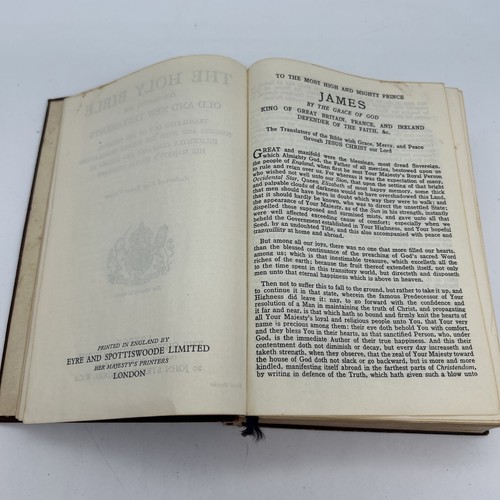 PRINTED IN ENGLAND BY
EYRE AND SPOTTISWOODE LIMITED
HER MAJESTY'S PRINTERS
LONDON
TO THE MOST HIGH AND MIGHTY PRINCE
JAMES
BY THE GRACE OF GOD
KING OF GREAT BRITAIN, FRANCE, AND IRELAND
DEFENDER OF THE FAITH, &c.
The Translators of the Bible wish Grace, Mercy, and Peace
through JESUS CHRIST our Lord
GREAT and manifold were the blessings, most dread Sovereign,
which Almighty God, the Father of all mercies, bestowed upon us
the people of England, when first he sent Your Majesty's Royal Person
to rule and reign over us. For whereas it was the expectation of many,
who wished not well unto our Sion, that upon the setting of that bright
Occidental Star, Queen Elizabeth of most happy memory, some thick
and palpable clouds of darkness would so have overshadowed this Land,
that men should have been in doubt which way they were to walk; and
that it should hardly be known, who was to direct the unsettled State;
the appearance of Your Majesty, as of the Sun in his strength, instantly
dispelled those supposed and surmised mists, and gave unto all that
were well affected exceeding cause of comfort; especially when we
beheld the Government established in Your Highness, and Your hopeful
Seed, by an undoubted Title, and this also accompanied with peace and
tranquillity at home and abroad.
But among all our joys, there was no one that more filled our hearts,
than the blessed continuance of the preaching of God's sacred Word
among us; which is that inestimable treasure, which excelleth all the
riches of the earth; because the fruit thereof extendeth itself, not only
to the time spent in this transitory world, but directeth and disposeth
men unto that eternal happiness which is above in heaven.
Then not to suffer this to fall to the ground, but rather to take it up, and
to continue it in that state, wherein the famous Predecessor of Your
Highness did leave it: nay, to go forward with the confidence and
resolution of a Man in maintaining the truth of Christ, and propagating
it far and near, is that which hath so bound and firmly knit the hearts of
all Your Majesty's loyal and religious people unto You, that Your very
name is precious among them: their eye doth behold You with comfort,
and they bless You in their hearts, as that sanctified Person, who, under
God, is the immediate Author of their true happiness. And this their
contentment doth not diminish or decay, but every day increaseth and
taketh strength, when they observe, that the zeal of Your Majesty toward
the house of God doth not slack or go backward, but is more and more
kindled, manifesting itself abroad in the farthest parts of Christendom,
by writing in defence of the Truth, which hath given such a blow unto